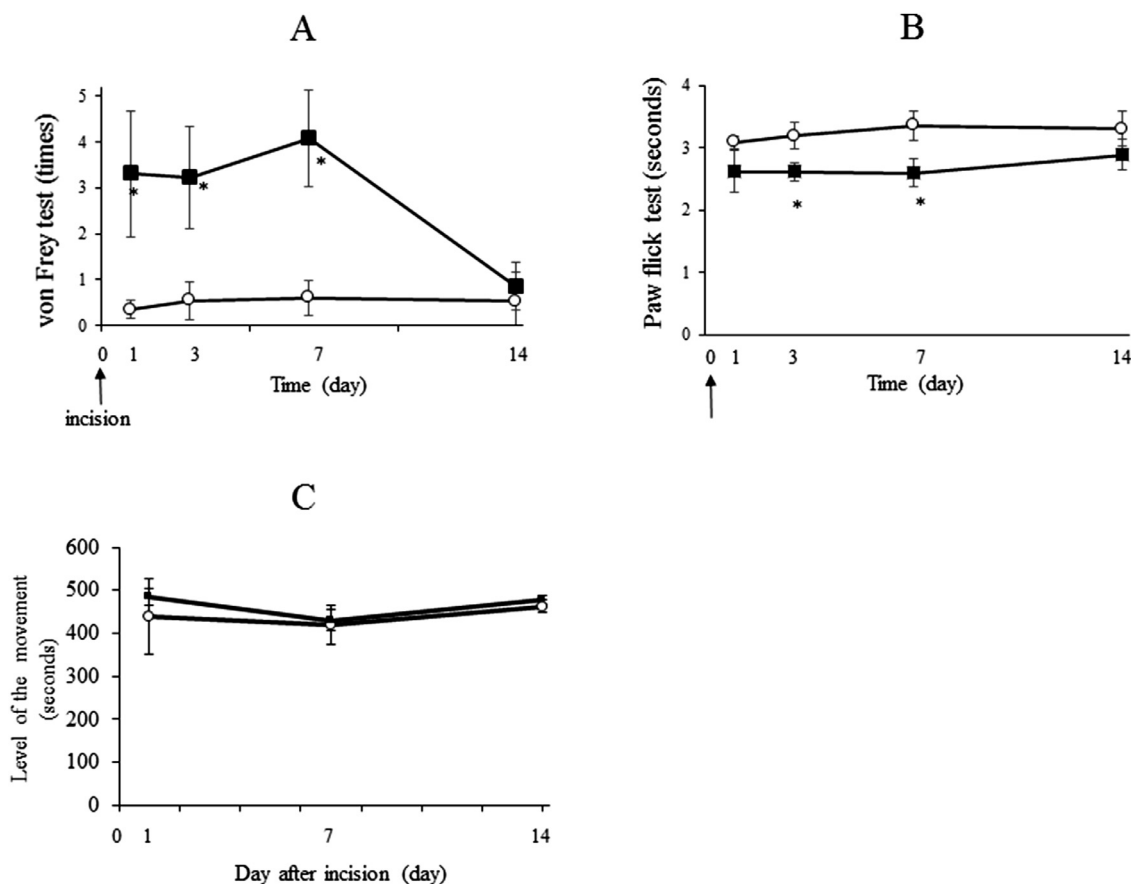 A
von Frey test (times)
5
4
3
2
1
0
*
*
*
0 1 3 7 14
Time (day)
incision
B
Paw flick test (seconds)
4
3
2
1
0
*
*
0 1 3 7 14
Time (day)
C
Level of the movement
(seconds)
600
500
400
300
200
100
0
0 1 7 14
Day after incision (day)